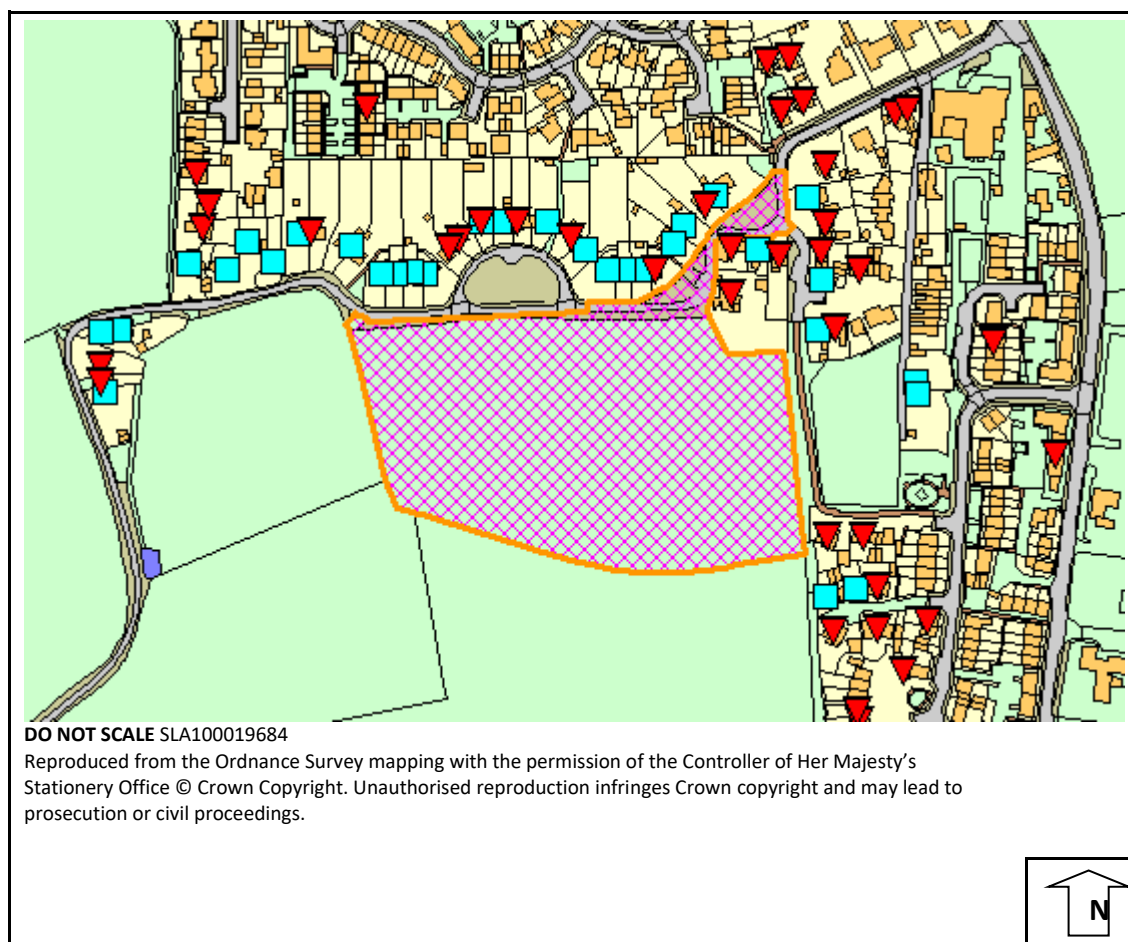 DO NOT SCALE SLA100019684
Reproduced from the Ordnance Survey mapping with the permission of the Controller of Her Majesty’s
Stationery Office © Crown Copyright. Unauthorised reproduction infringes Crown copyright and may lead to
prosecution or civil proceedings.
N